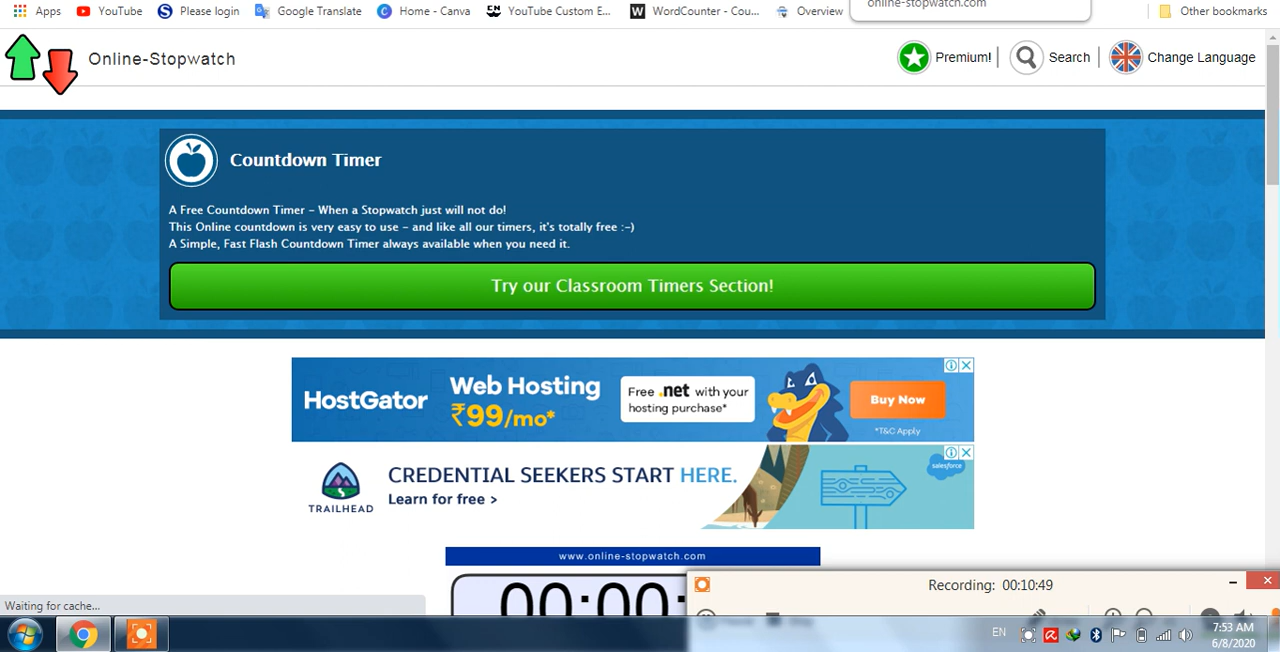 online-stopwatch.com
Apps YouTube Please login Google Translate Home - Canva YouTube Custom E... WordCounter - Cou... Overview Other bookmarks
Online-Stopwatch
Premium! Search Change Language
Countdown Timer
A Free Countdown Timer - When a Stopwatch just will not do!
This Online countdown is very easy to use - and like all our timers, it's totally free :-)
A Simple, Fast Flash Countdown Timer always available when you need it.
Try our Classroom Timers Section!
HostGator
Web Hosting
₹99/mo*
Free .net with your
hosting purchase*
Buy Now
*T&C Apply
TRAILHEAD
CREDENTIAL SEEKERS START HERE.
Learn for free >
salesforce
www.online-stopwatch.com
00:00:
Recording: 00:10:49
Waiting for cache...
EN
7:53 AM
6/8/2020